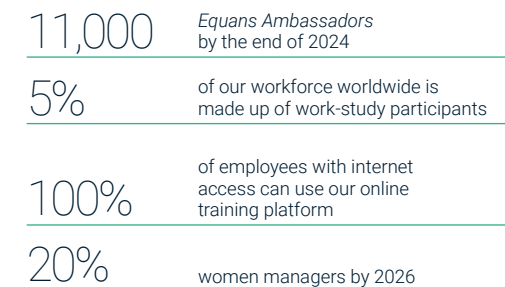 11,000
Equans Ambassadors
by the end of 2024
5%
of our workforce worldwide is
made up of work-study participants
100%
of employees with internet
access can use our online
training platform
20%
women managers by 2026